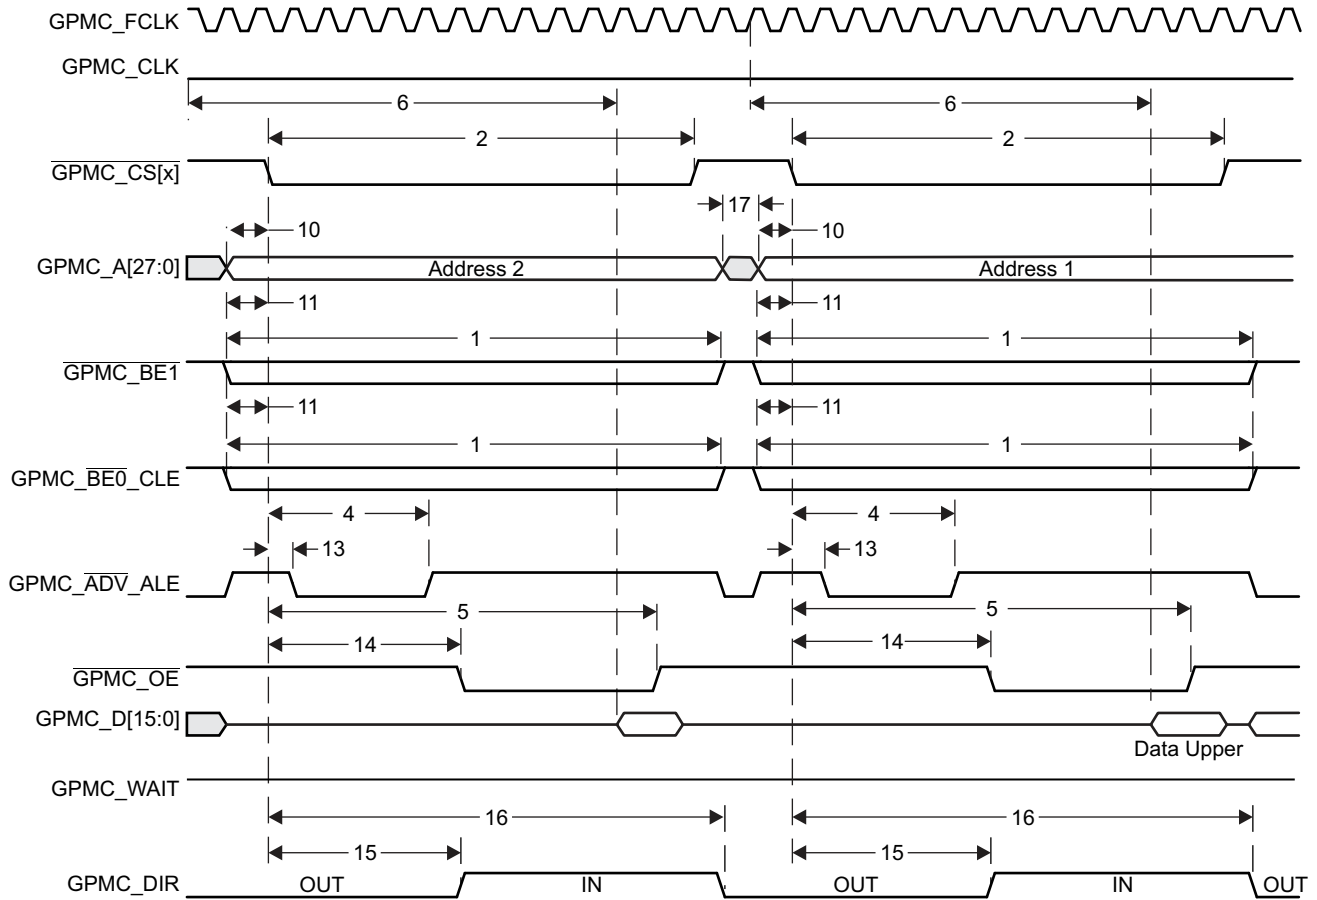 GPMC_FCLK
GPMC_CLK
6 6
2 2
GPMC_CS[x]
17
10 10
GPMC_A[27:0] Address 2 Address 1
11 11
1 1
GPMC_BE1
11 11
1 1
GPMC_BE0_CLE
4 4
13 13
GPMC_ADV_ALE
5 5
14 14
GPMC_OE
GPMC_D[15:0]
Data Upper
GPMC_WAIT
16 16
15 15
GPMC_DIR OUT IN OUT IN OUT